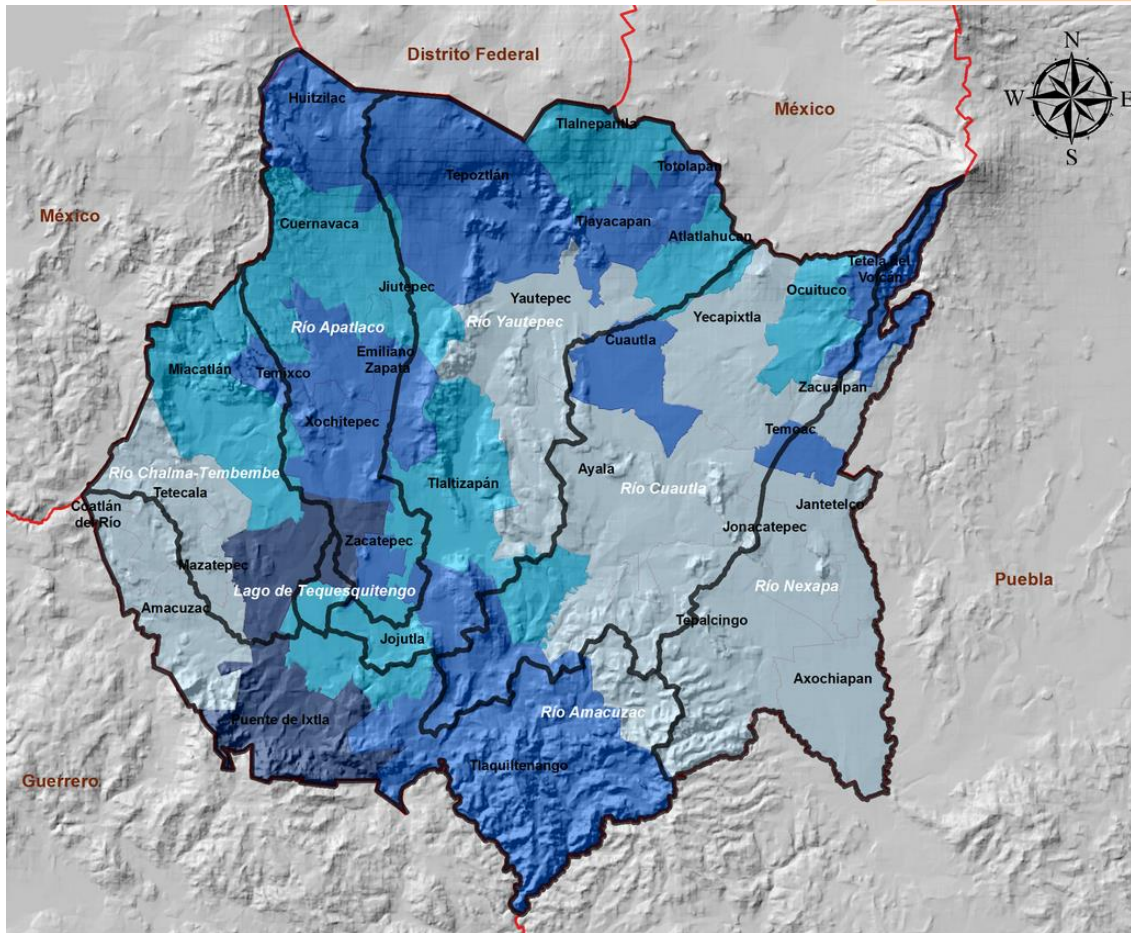 Distrito Federal
N
W E
S
Huitzilac
México
Tlalnepantla
Totolapan
Tepoztlán
México
Tlayacapan
Cuernavaca
Atlatlahucan
Tetela del
Volcán
Jiutepec
Ocuituco
Yautepec
Río Apatlaco
Río Yautepec
Yecapixtla
Cuautla
Emiliano
Zapata
Miacatlán
Temixco
Zacualpan
Xochitepec
Temoac
Río Chalma-Tembembe
Ayala
Tlaltizapán
Río Cuautla
Tetecala
Coatlán
del Río
Jantetelco
Jonacatepec
Zacatepec
Mazatepec
Puebla
Lago de Tequesquitengo
Río Nexapa
Amacuzac
Tepalcingo
Jojutla
Axochiapan
Río Amacuzac
Puente de Ixtla
Tlaquiltenango
Guerrero